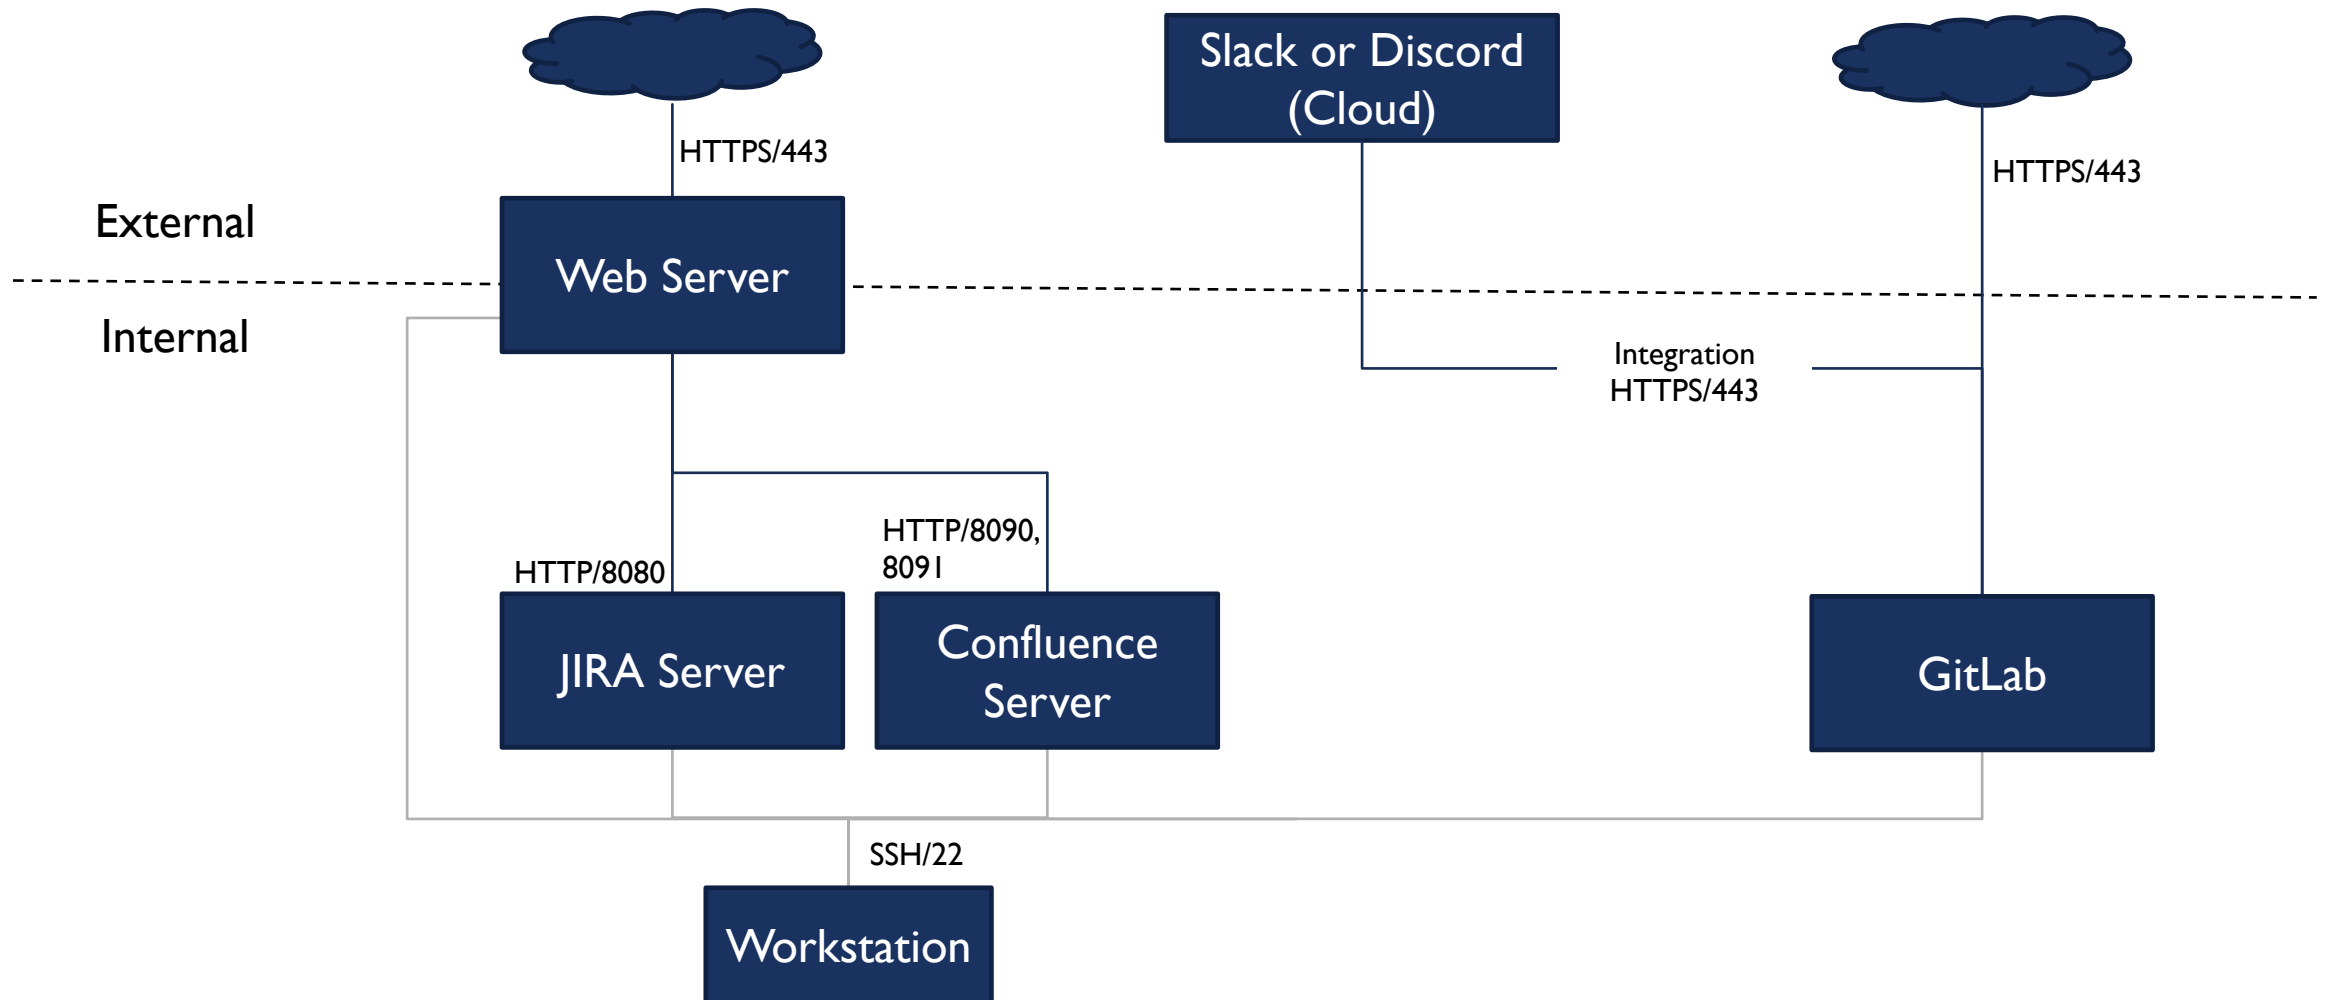 Slack or Discord
(Cloud)
HTTPS/443
HTTPS/443
External
Web Server
Internal
Integration
HTTPS/443
HTTP/8090,
8091
HTTP/8080
JIRA Server
Confluence
Server
GitLab
SSH/22
Workstation